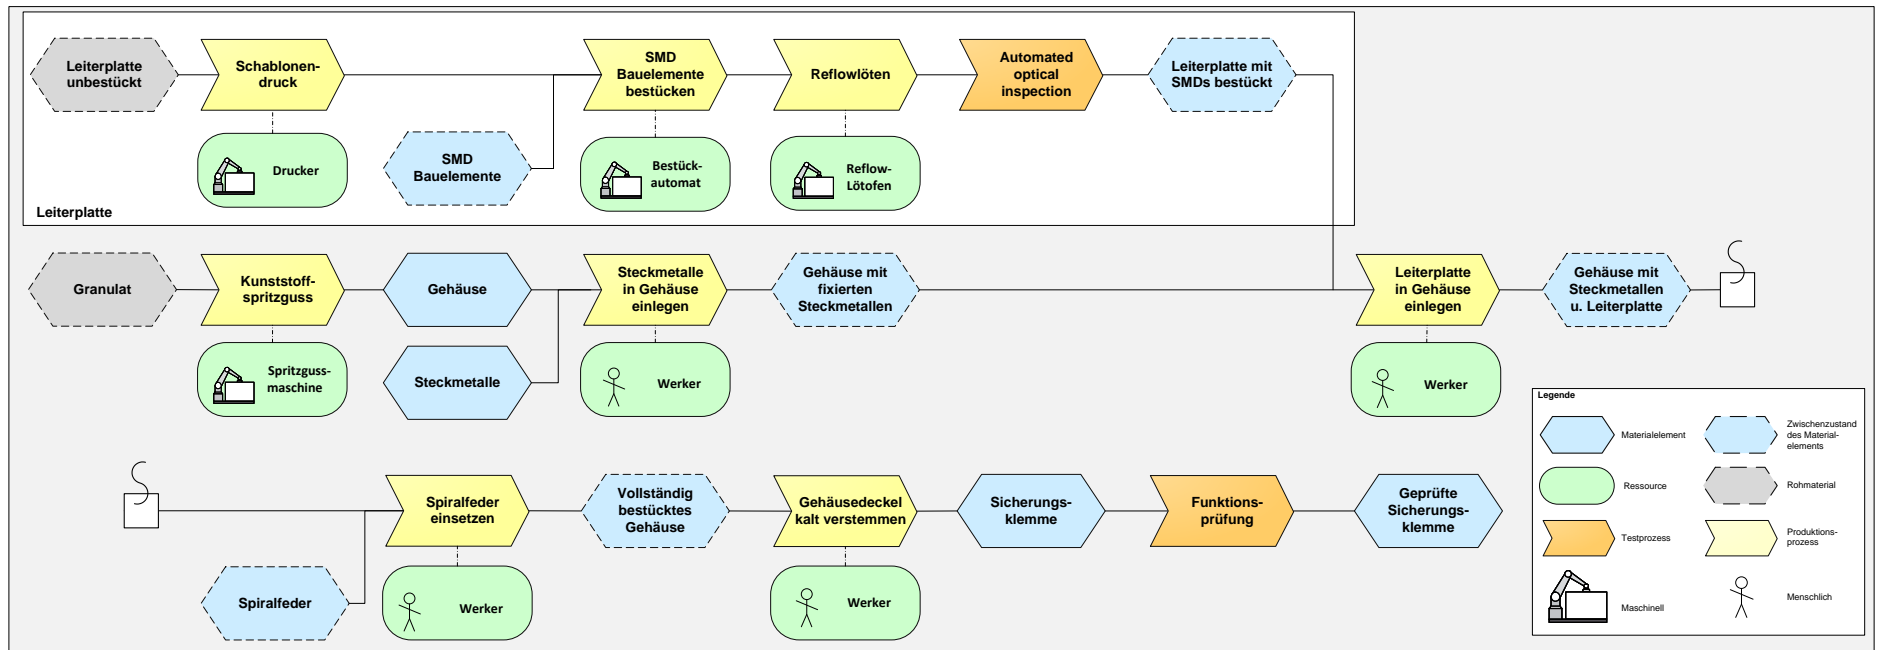 Leiterplatte
unbestückt
Schablonen-
druck
SMD
Bauelemente
bestücken
Reflowlöten
Automated
optical
inspection
Leiterplatte mit
SMDs bestückt
Drucker
SMD
Bauelemente
Bestück-
automat
Reflow-
Lötofen
Leiterplatte
Granulat
Kunststoff-
spritzguss
Gehäuse
Steckmetalle
in Gehäuse
einlegen
Gehäuse mit
fixierten
Steckmetallen
Leiterplatte
in Gehäuse
einlegen
Gehäuse mit
Steckmetallen
u. Leiterplatte
Spritzguss-
maschine
Steckmetalle
Werker
Werker
Spiralfeder
einsetzen
Vollständig
bestücktes
Gehäuse
Gehäusedeckel
kalt verstemmen
Sicherungs-
klemme
Funktions-
prüfung
Geprüfte
Sicherungs-
klemme
Spiralfeder
Werker
Werker
Legende
Materialelement
Zwischenzustand
des Material-
elements
Ressource
Rohmaterial
Testprozess
Produktions-
prozess
Maschinell
Menschlich